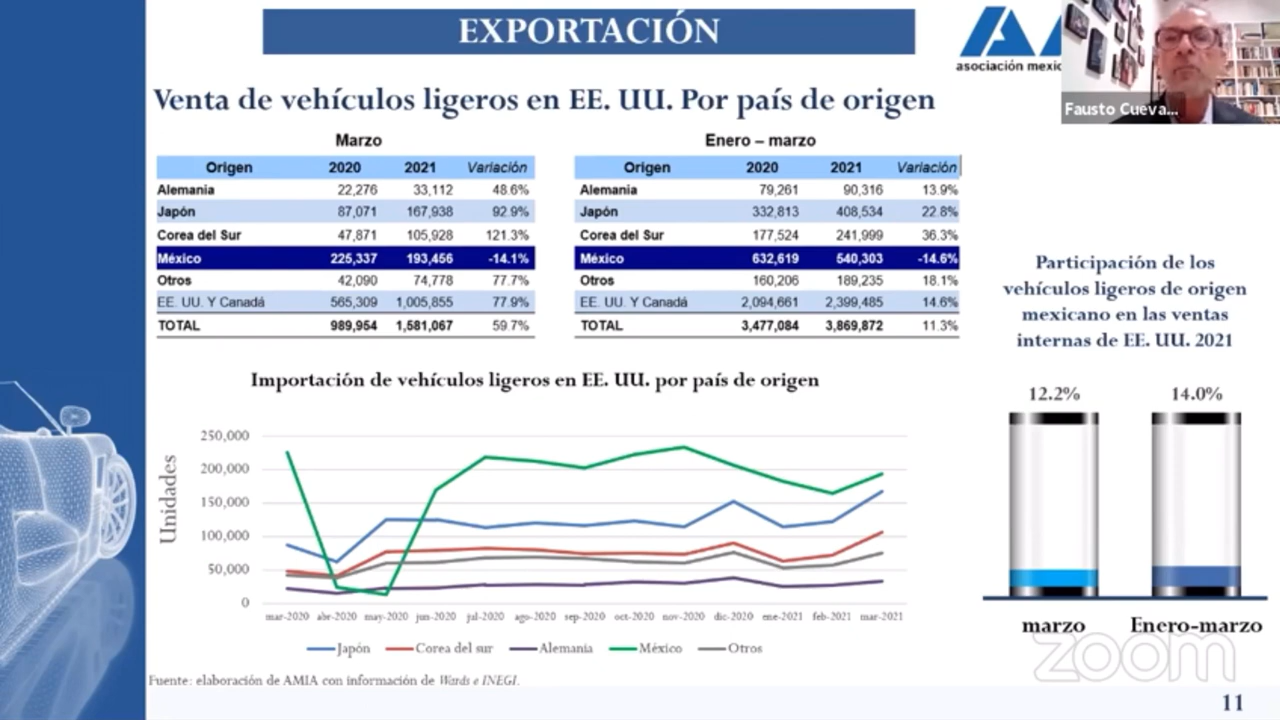 EXPORTACIÓN
asociación mexic
Fausto Cueva...
Venta de vehículos ligeros en EE. UU. Por país de origen
Marzo
Origen 2020 2021 Variación
Alemania 22,276 33,112 48.6%
Japón 87,071 167,938 92.9%
Corea del Sur 47,871 105,928 121.3%
México 225,337 193,456 -14.1%
Otros 42,090 74,778 77.7%
EE. UU. Y Canadá 565,309 1,005,855 77.9%
TOTAL 989,954 1,581,067 59.7%
Enero – marzo
Origen 2020 2021 Variación
Alemania 79,261 90,316 13.9%
Japón 332,813 408,534 22.8%
Corea del Sur 177,524 241,999 36.3%
México 632,619 540,303 -14.6%
Otros 160,206 189,235 18.1%
EE. UU. Y Canadá 2,094,661 2,399,485 14.6%
TOTAL 3,477,084 3,869,872 11.3%
Participación de los
vehículos ligeros de origen
mexicano en las ventas
internas de EE. UU. 2021
12.2% 14.0%
marzo Enero-marzo
Importación de vehículos ligeros en EE. UU. por país de origen
Unidades
250,000
200,000
150,000
100,000
50,000
0
mar-2020 abr-2020 may-2020 jun-2020 jul-2020 ago-2020 sep-2020 oct-2020 nov-2020 dic-2020 ene-2021 feb-2021 mar-2021
Japón Corea del sur Alemania México Otros
zoom
Fuente: elaboración de AMIA con información de Wards e INEGI.
11